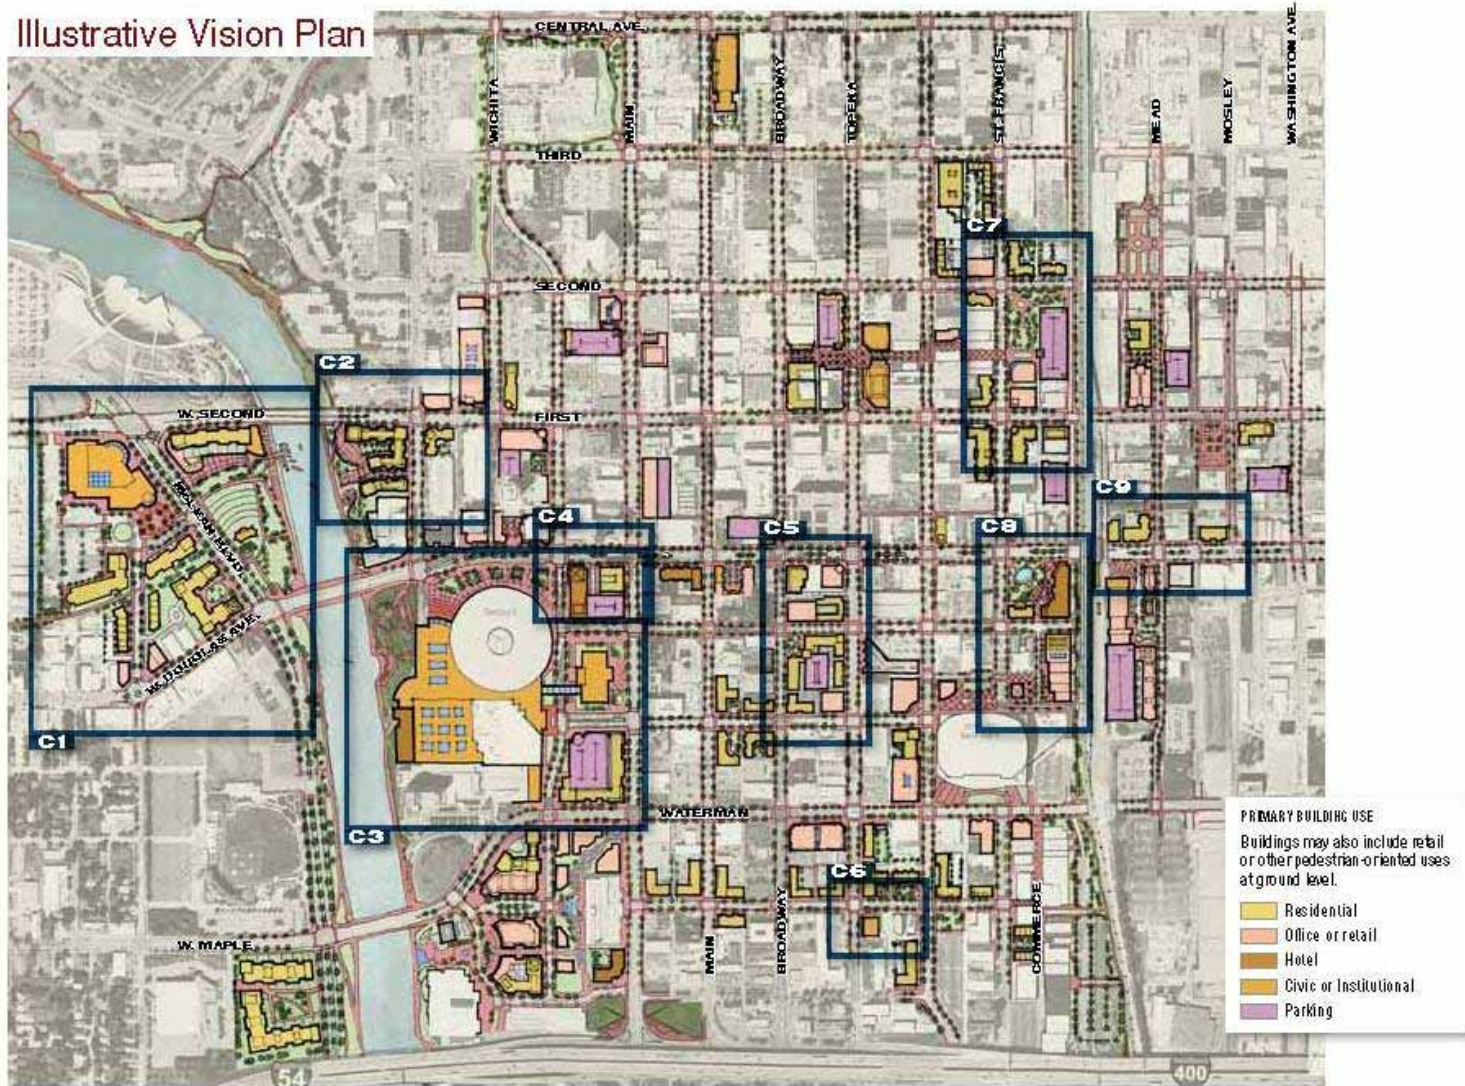 Illustrative Vision Plan
CENTRAL AVE.
WICHITA
MAIN
BROADWAY
TOPEKA
ST. FRANCIS
MEAD
MOSLEY
WASHINGTON AVE.
THIRD
C7
SECOND
C2
W. SECOND
FIRST
McLEAN BLVD.
C9
C4
C5
C8
W. DOUGLAS AVE.
C1
WATERMAN
C3
C6
W. MAPLE
MAIN
BROADWAY
COMMERCE
54
400
PRIMARY BUILDING USE
Buildings may also include retail
or other pedestrian-oriented uses
at ground level.
Residential
Office or retail
Hotel
Civic or Institutional
Parking